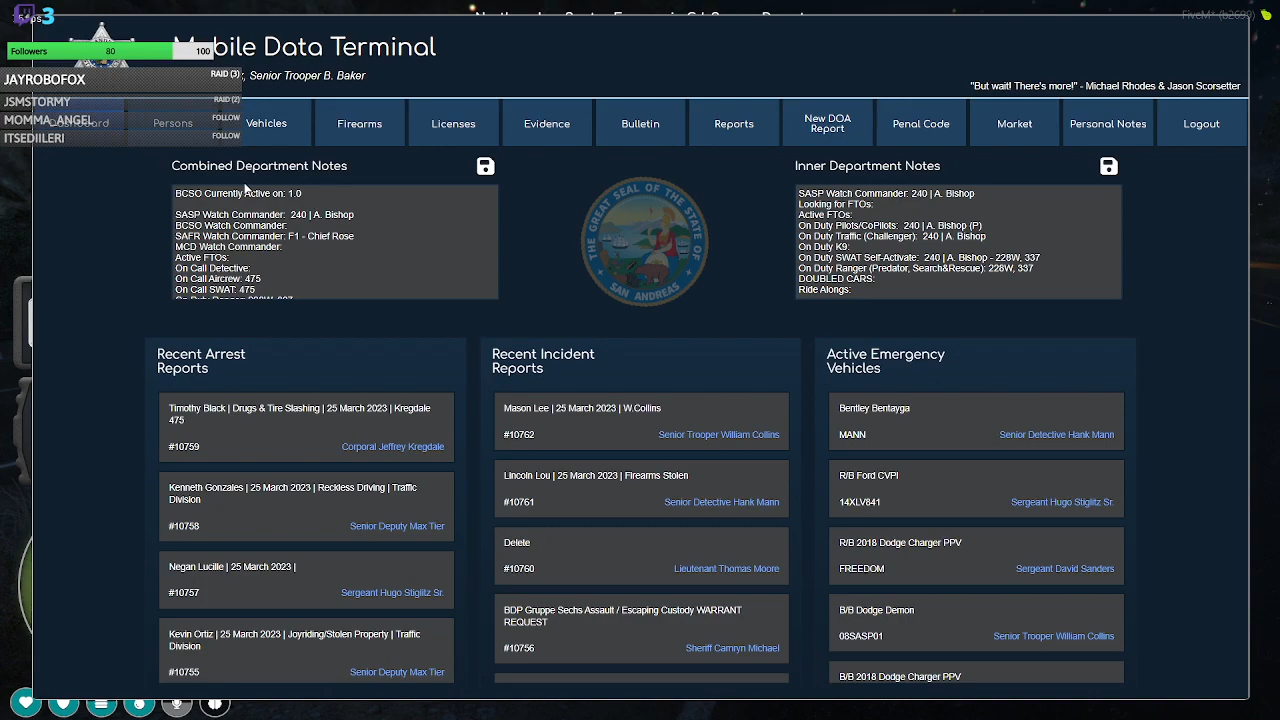 3
FiveM* (b2699)
Followers 80 100
JAYROBOFOX RAID (3)
JSMSTORMY RAID (2)
MOMMA_ANGEL FOLLOW
ITSEDIILERI FOLLOW
Mobile Data Terminal
, Senior Trooper B. Baker
"But wait! There's more!" - Michael Rhodes & Jason Scorsetter
Dashboard
Persons
Vehicles
Firearms
Licenses
Evidence
Bulletin
Reports
New DOA
Report
Penal Code
Market
Personal Notes
Logout
Combined Department Notes
BCSO Currently Active on: 1.0
SASP Watch Commander: 240 | A. Bishop
BCSO Watch Commander:
SAFR Watch Commander: F1 - Chief Rose
MCD Watch Commander:
Active FTOs:
On Call Detective:
On Call Aircrew: 475
On Call SWAT: 475
THE GREAT SEAL OF THE STATE OF
SAN ANDREAS
Inner Department Notes
SASP Watch Commander: 240 | A. Bishop
Looking for FTOs:
Active FTOs:
On Duty Pilots/CoPilots: 240 | A. Bishop (P)
On Duty Traffic (Challenger): 240 | A. Bishop
On Duty K9:
On Duty SWAT Self-Activate: 240 | A. Bishop - 228W, 337
On Duty Ranger (Predator, Search&Rescue): 228W, 337
DOUBLED CARS:
Ride Alongs:
Recent Arrest
Reports
Timothy Black | Drugs & Tire Slashing | 25 March 2023 | Kregdale
475
#10759 Corporal Jeffrey Kregdale
Kenneth Gonzales | 25 March 2023 | Reckless Driving | Traffic
Division
#10758 Senior Deputy Max Tier
Negan Lucille | 25 March 2023 |
#10757 Sergeant Hugo Stiglitz Sr.
Kevin Ortiz | 25 March 2023 | Joyriding/Stolen Property | Traffic
Division
#10755 Senior Deputy Max Tier
Recent Incident
Reports
Mason Lee | 25 March 2023 | W.Collins
#10762 Senior Trooper William Collins
Lincoln Lou | 25 March 2023 | Firearms Stolen
#10761 Senior Detective Hank Mann
Delete
#10760 Lieutenant Thomas Moore
BDP Gruppe Sechs Assault / Escaping Custody WARRANT
REQUEST
#10756 Sheriff Camryn Michael
Active Emergency
Vehicles
Bentley Bentayga
MANN Senior Detective Hank Mann
R/B Ford CVPI
14XLV841 Sergeant Hugo Stiglitz Sr.
R/B 2018 Dodge Charger PPV
FREEDOM Sergeant David Sanders
B/B Dodge Demon
08SASP01 Senior Trooper William Collins
R/B 2018 Dodge Charger PPV